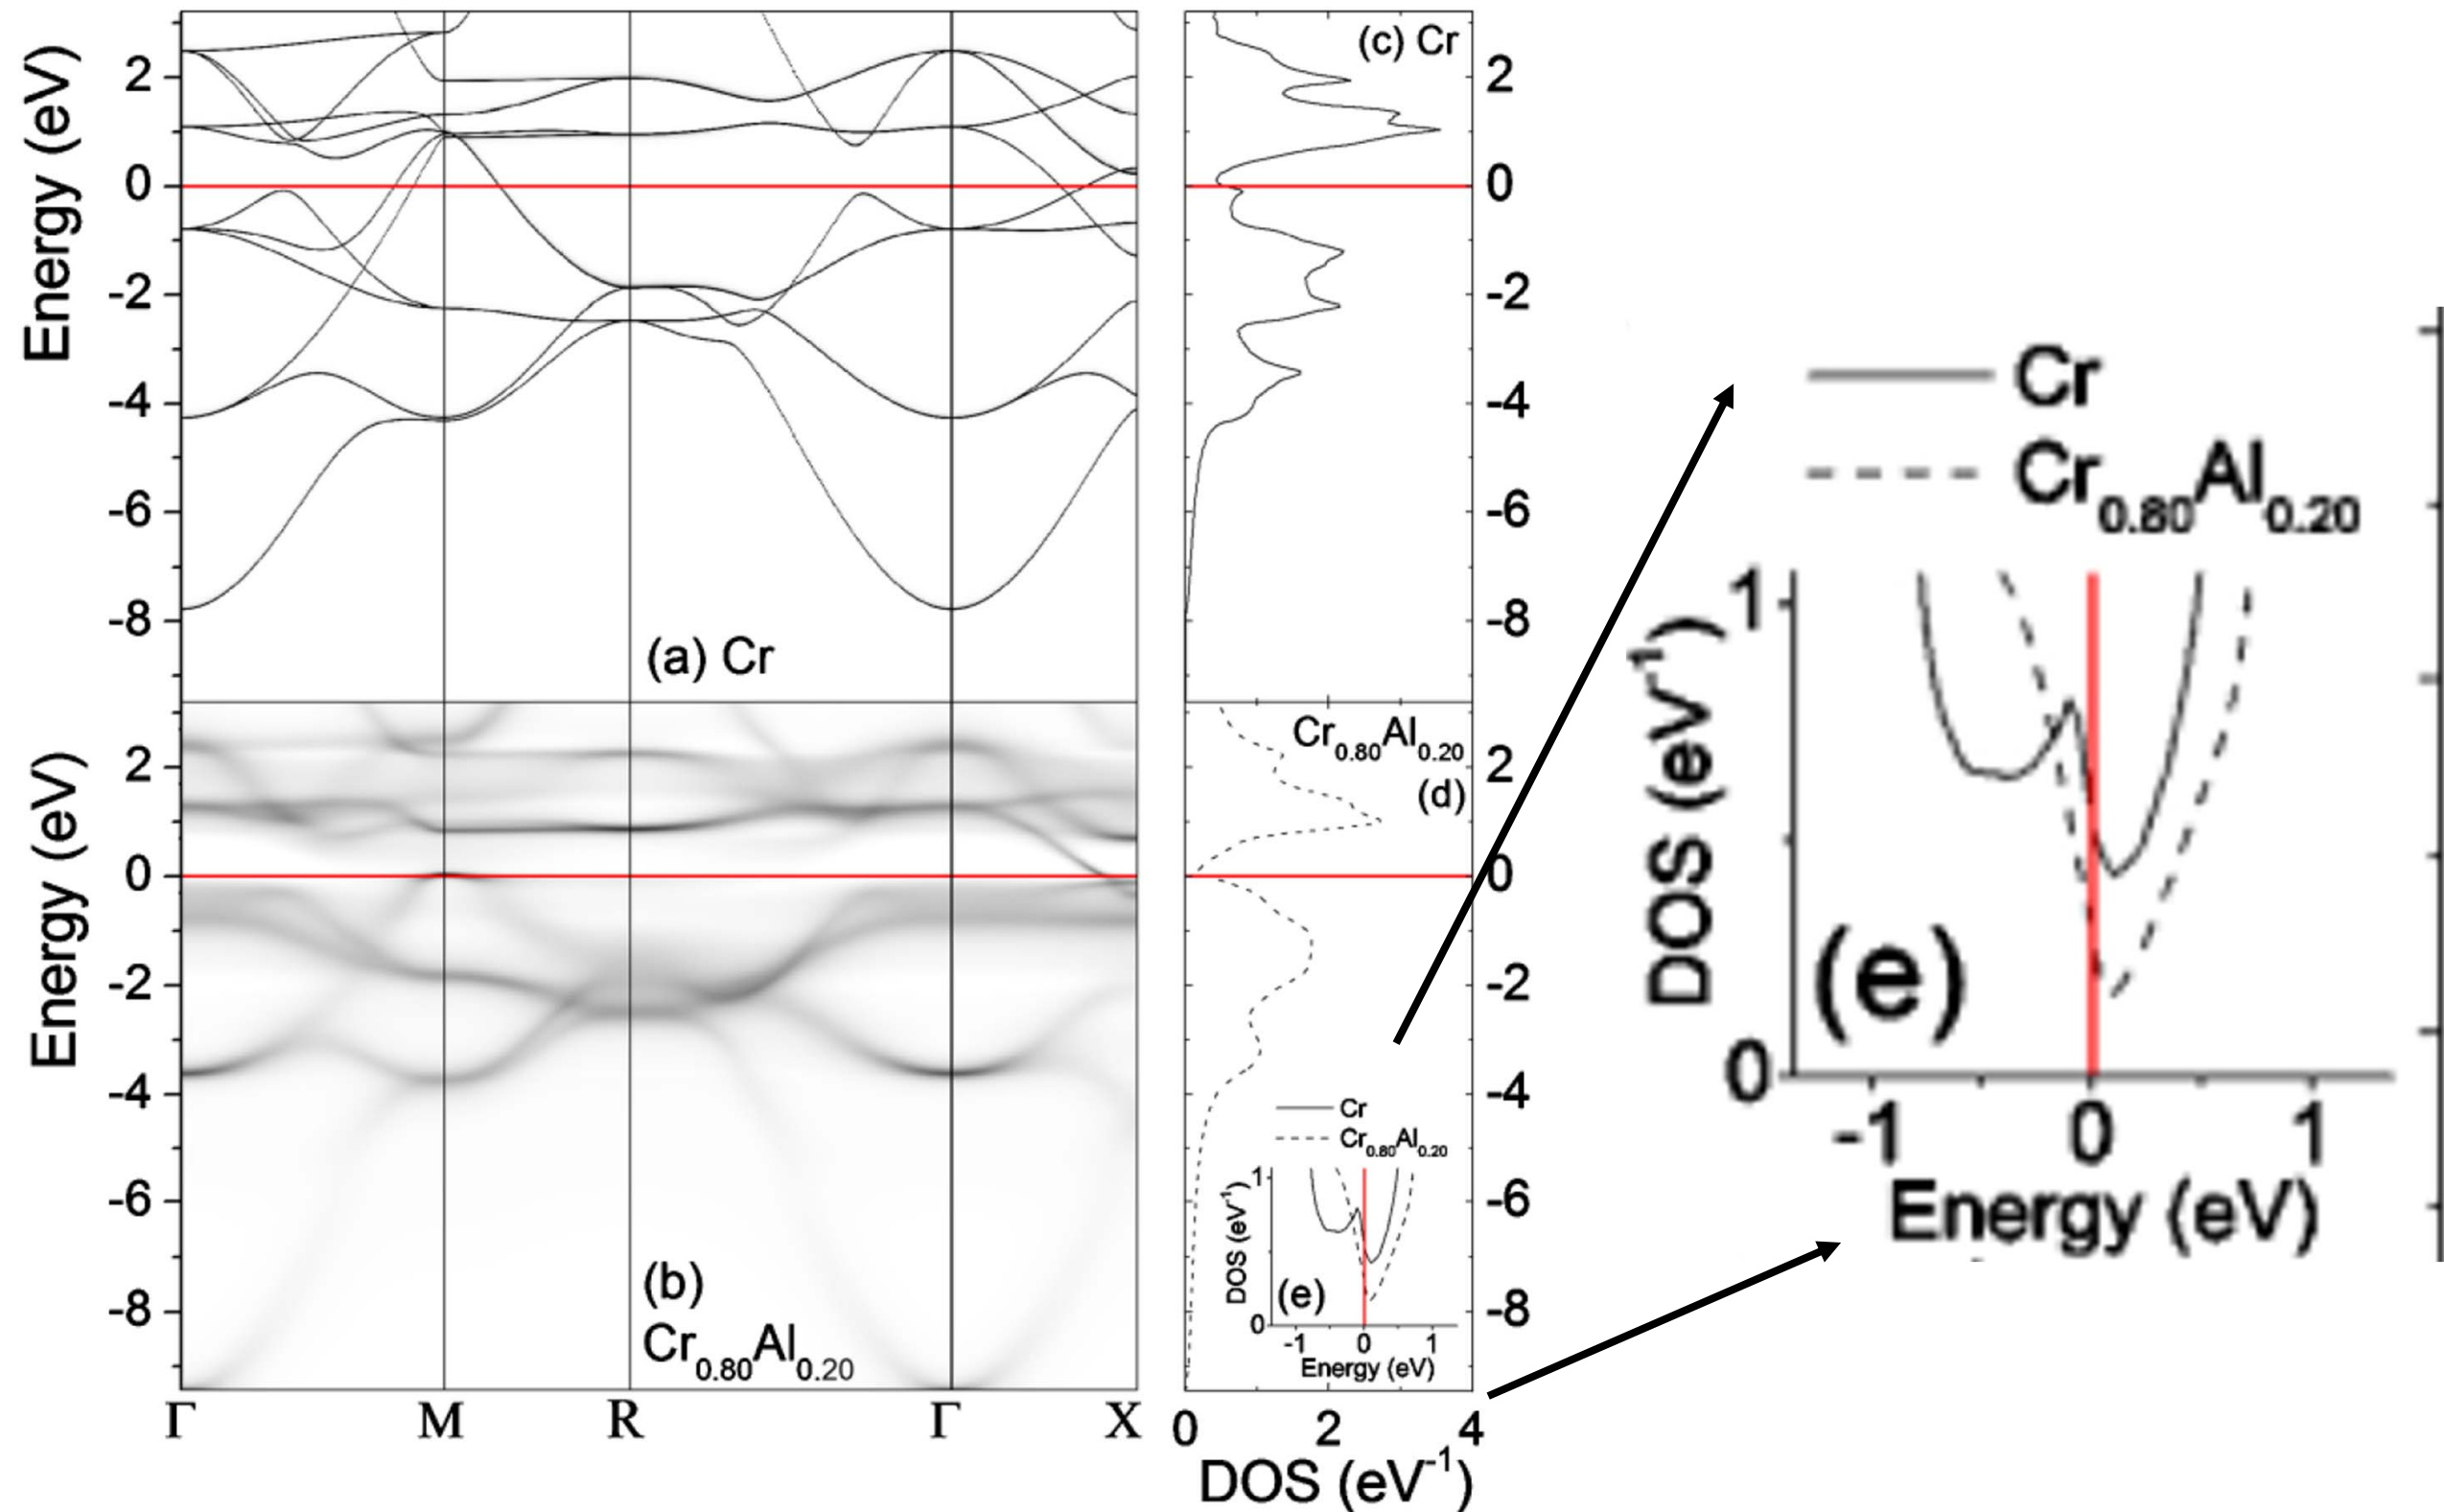 Energy (eV)
2
0
-2
-4
-6
-8
(a) Cr
(c) Cr
2
0
-2
-4
-6
-8
Energy (eV)
2
0
-2
-4
-6
-8
(b)
Cr0.80Al0.20
Γ M R Γ X
Cr0.80Al0.20
(d)
2
0
-2
-4
-6
-8
Cr
Cr0.80Al0.20
DOS (eV-1)
1
0
(e)
-1 0 1
Energy (eV)
0 2 4
DOS (eV-1)
Cr
Cr0.80Al0.20
DOS (eV-1)
1
0
(e)
-1 0 1
Energy (eV)